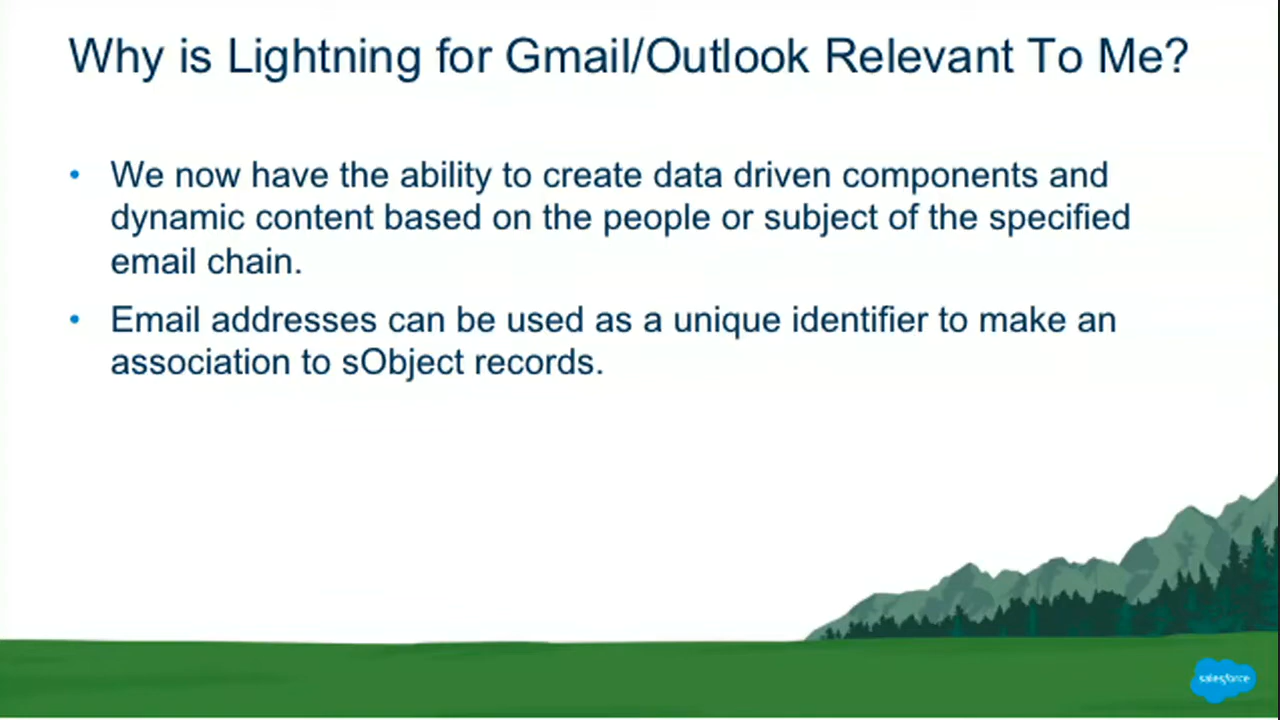 Why is Lightning for Gmail/Outlook Relevant To Me?
• We now have the ability to create data driven components and
dynamic content based on the people or subject of the specified
email chain.
• Email addresses can be used as a unique identifier to make an
association to sObject records.
salesforce